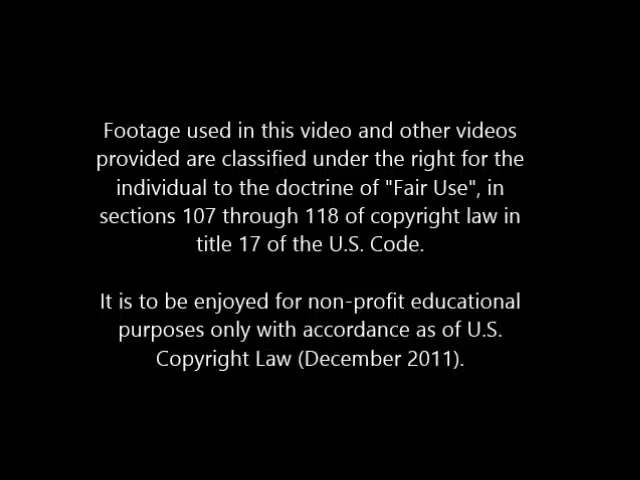 Footage used in this video and other videos
provided are classified under the right for the
individual to the doctrine of "Fair Use", in
sections 107 through 118 of copyright law in
title 17 of the U.S. Code.
It is to be enjoyed for non-profit educational
purposes only with accordance as of U.S.
Copyright Law (December 2011).